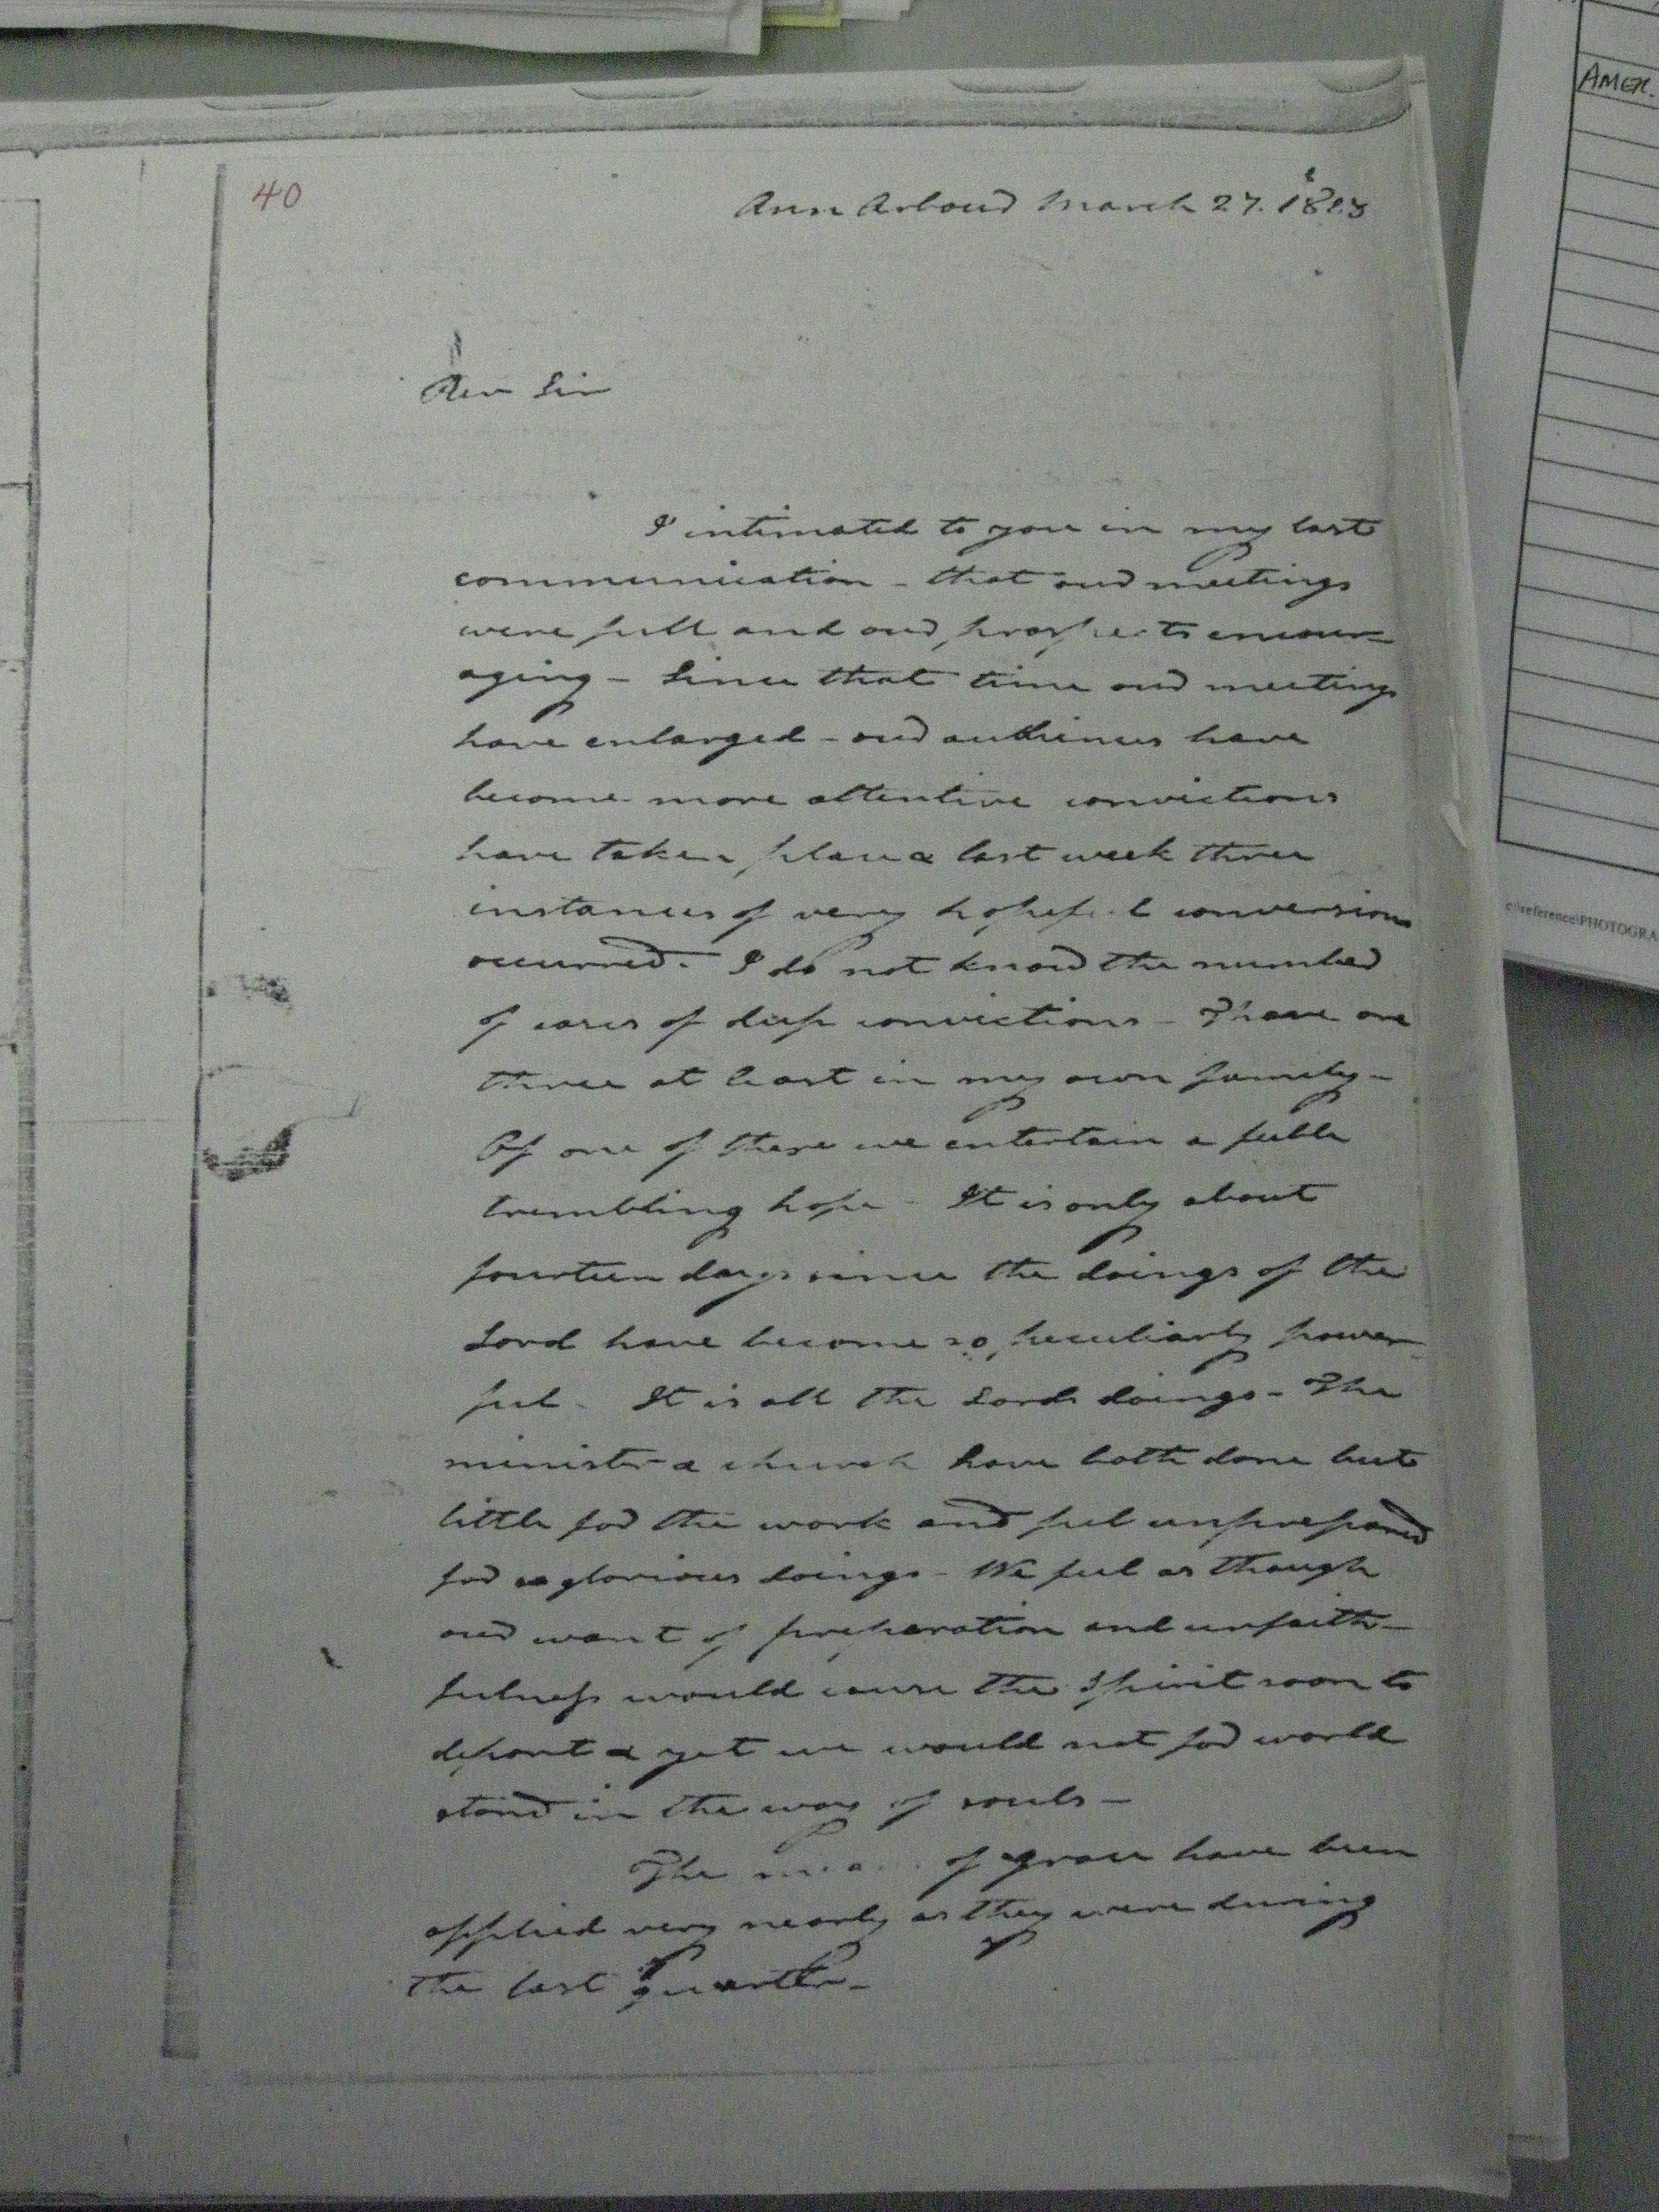 AMER.
40
Ann Arbour March 27. 18
Rev Sir
I intimated to you in my last
communication - that our meetings
were full and our prospects encour
aging - Since that time our meetings
have enlarged - our audiences have
become more attentive convictions
have taken place & last week three
instances of very hopeful conversion
occurred. I do not know the number
of cases of deep convictions -
three at least in my own family -
Of one of these we entertain a feeble
trembling hope - It is only about
fourteen days since the doings of the
Lord have become so peculiarly power
ful - It is all the Lords doings - The
minister & church have both done but
little for the work and feel unprepared
for glorious doings - We feel as though
our want of preparation and unfaith-
fulness would cause the Spirit soon to
depart & yet we would not for world
stand in the way of souls -
The of grace have been
applied very nearly as they were during
the last quarter -
c:\reference\PHOTOGRA